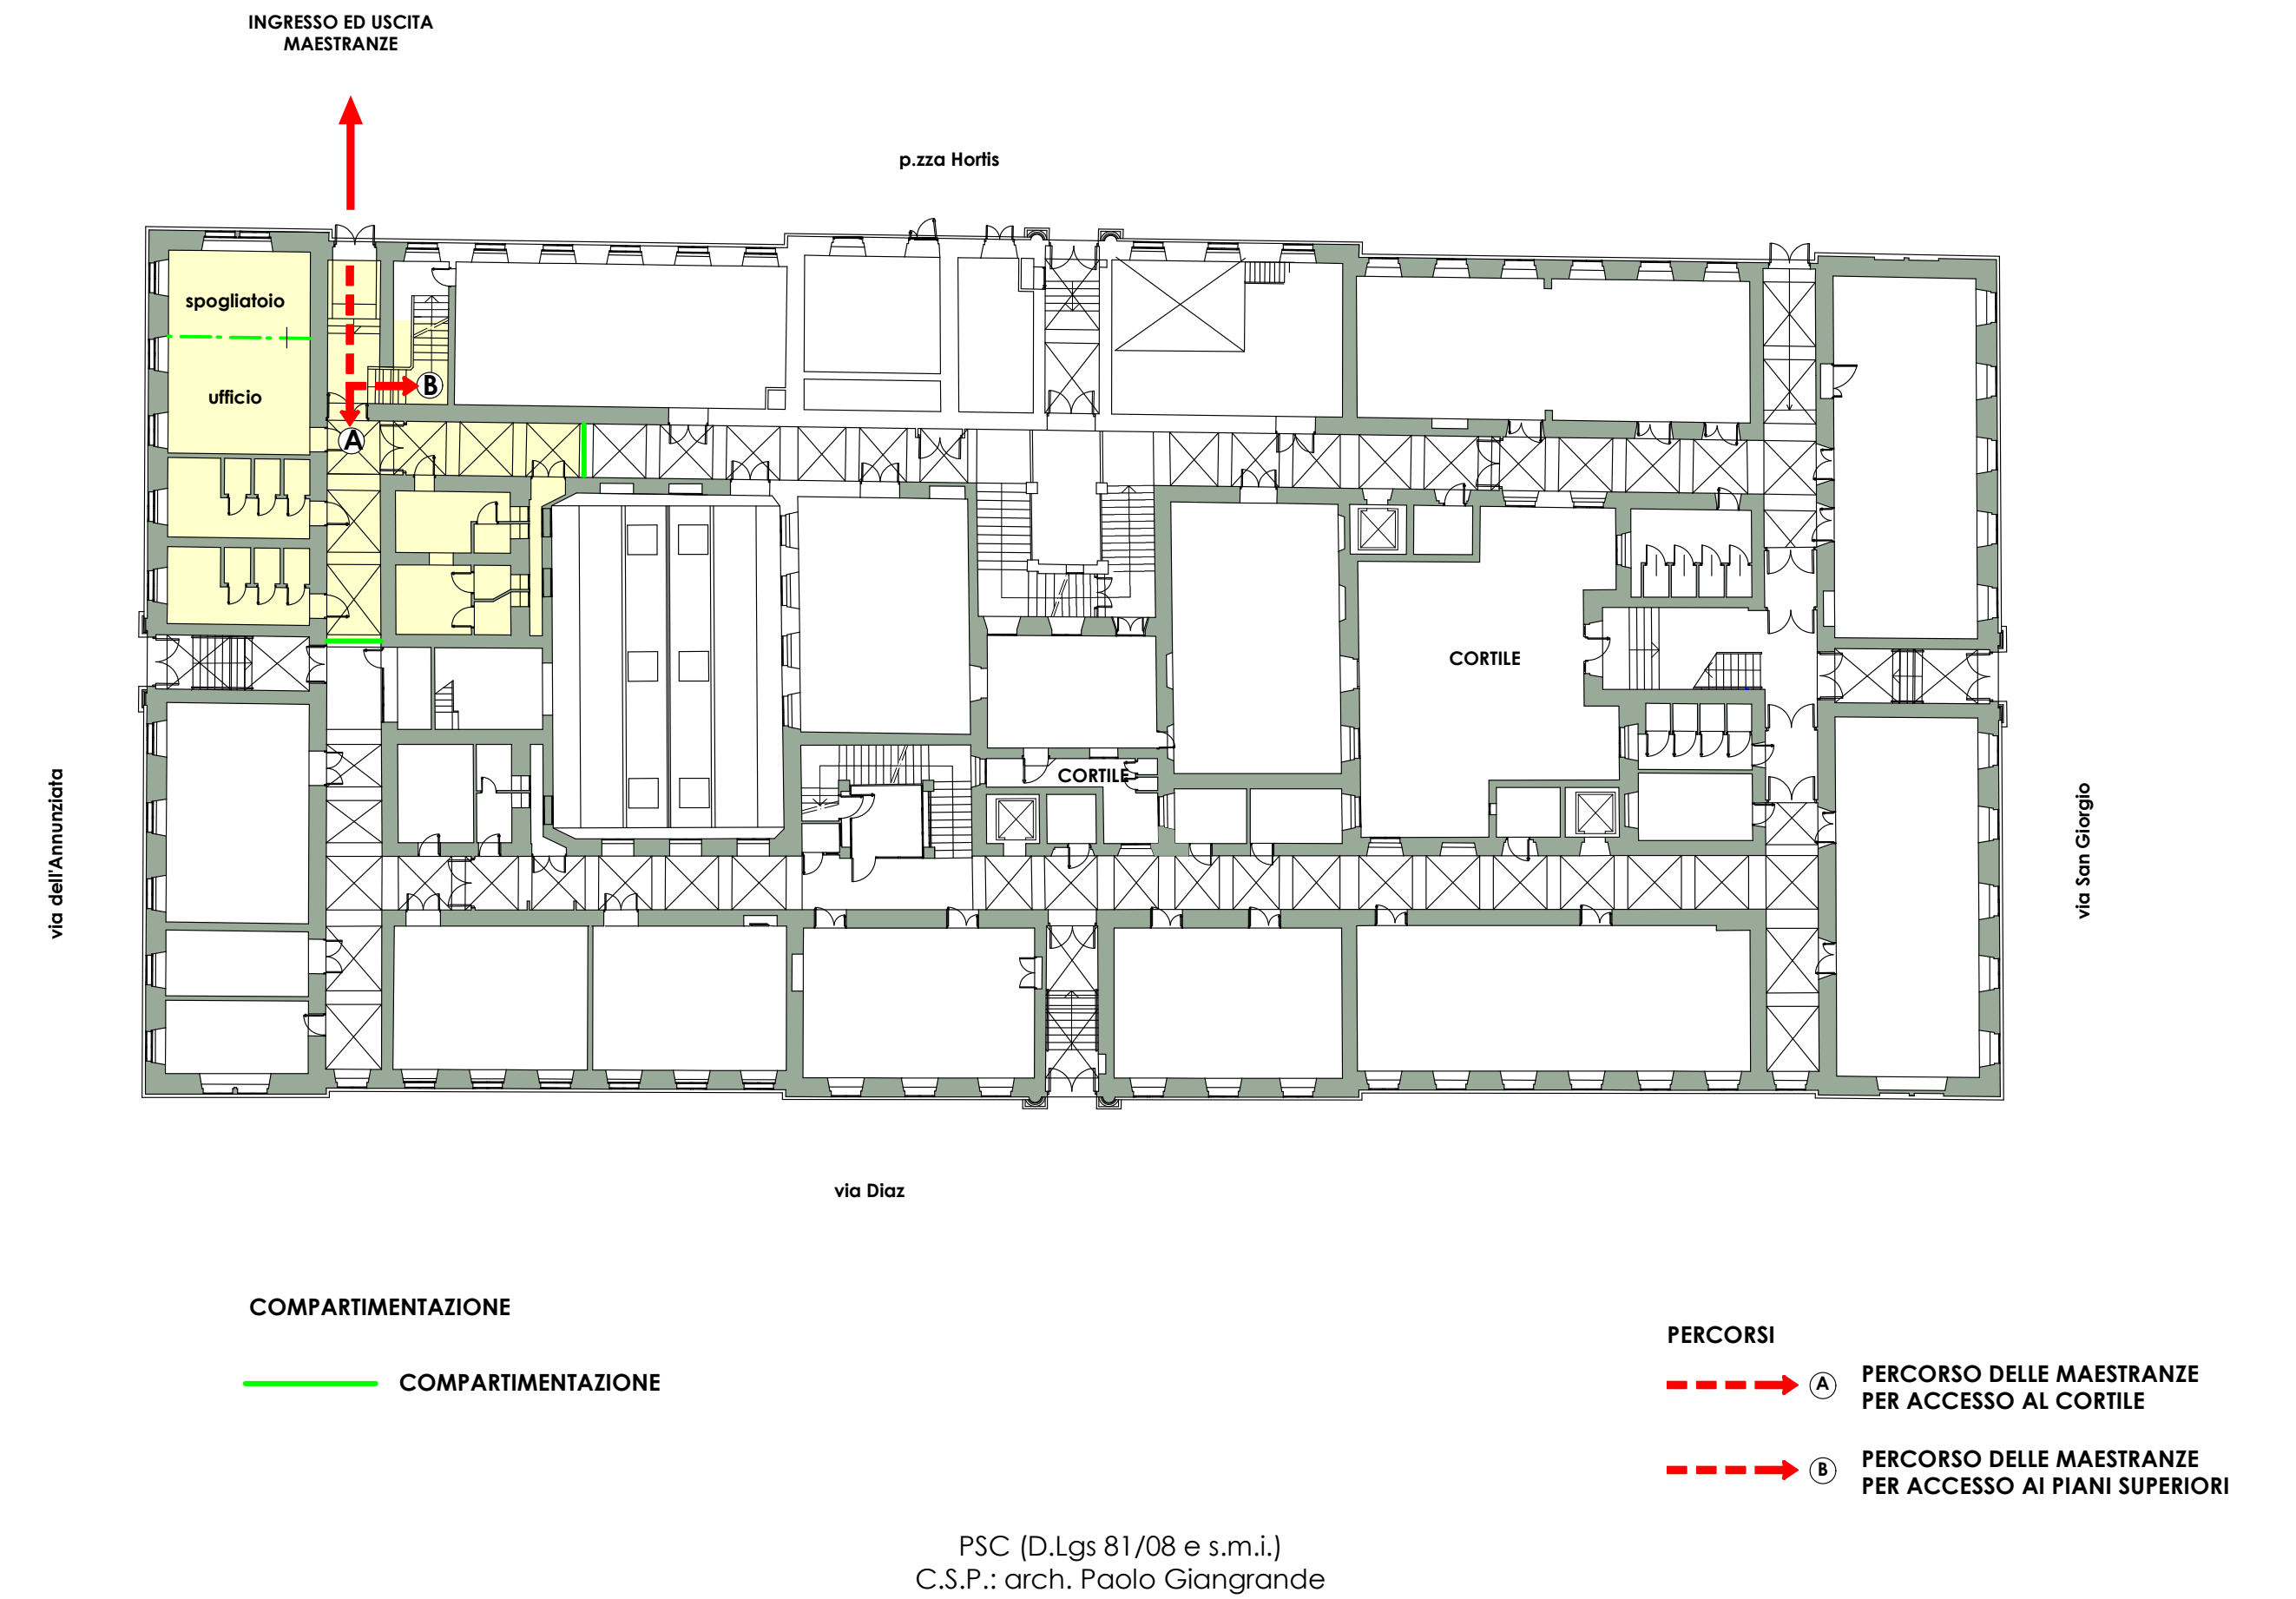 INGRESSO ED USCITA
MAESTRANZE
p.zza Hortis
spogliatoio
ufficio
B
A
CORTILE
CORTILE
via dell'Annunziata
via San Giorgio
via Diaz
COMPARTIMENTAZIONE
COMPARTIMENTAZIONE
PERCORSI
A
PERCORSO DELLE MAESTRANZE
PER ACCESSO AL CORTILE
B
PERCORSO DELLE MAESTRANZE
PER ACCESSO AI PIANI SUPERIORI
PSC (D.Lgs 81/08 e s.m.i.)
C.S.P.: arch. Paolo Giangrande